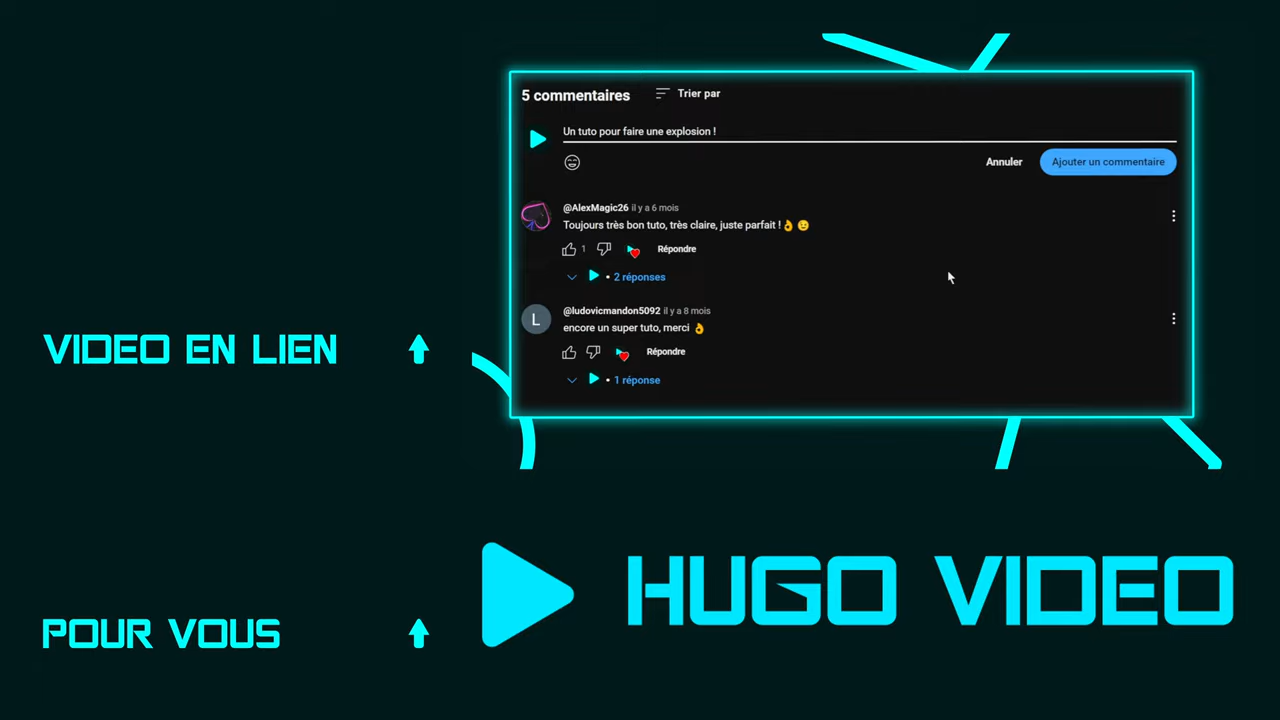 5 commentaires
Trier par
Un tuto pour faire une explosion !
Annuler
Ajouter un commentaire
@AlexMagic26 il y a 6 mois
Toujours très bon tuto, très claire, juste parfait !👌 😉
1
Répondre
• 2 réponses
L
@ludovicmandon5092 il y a 8 mois
encore un super tuto, merci 👌
Répondre
• 1 réponse
VIDEO EN LIEN
HUGO VIDEO
POUR VOUS